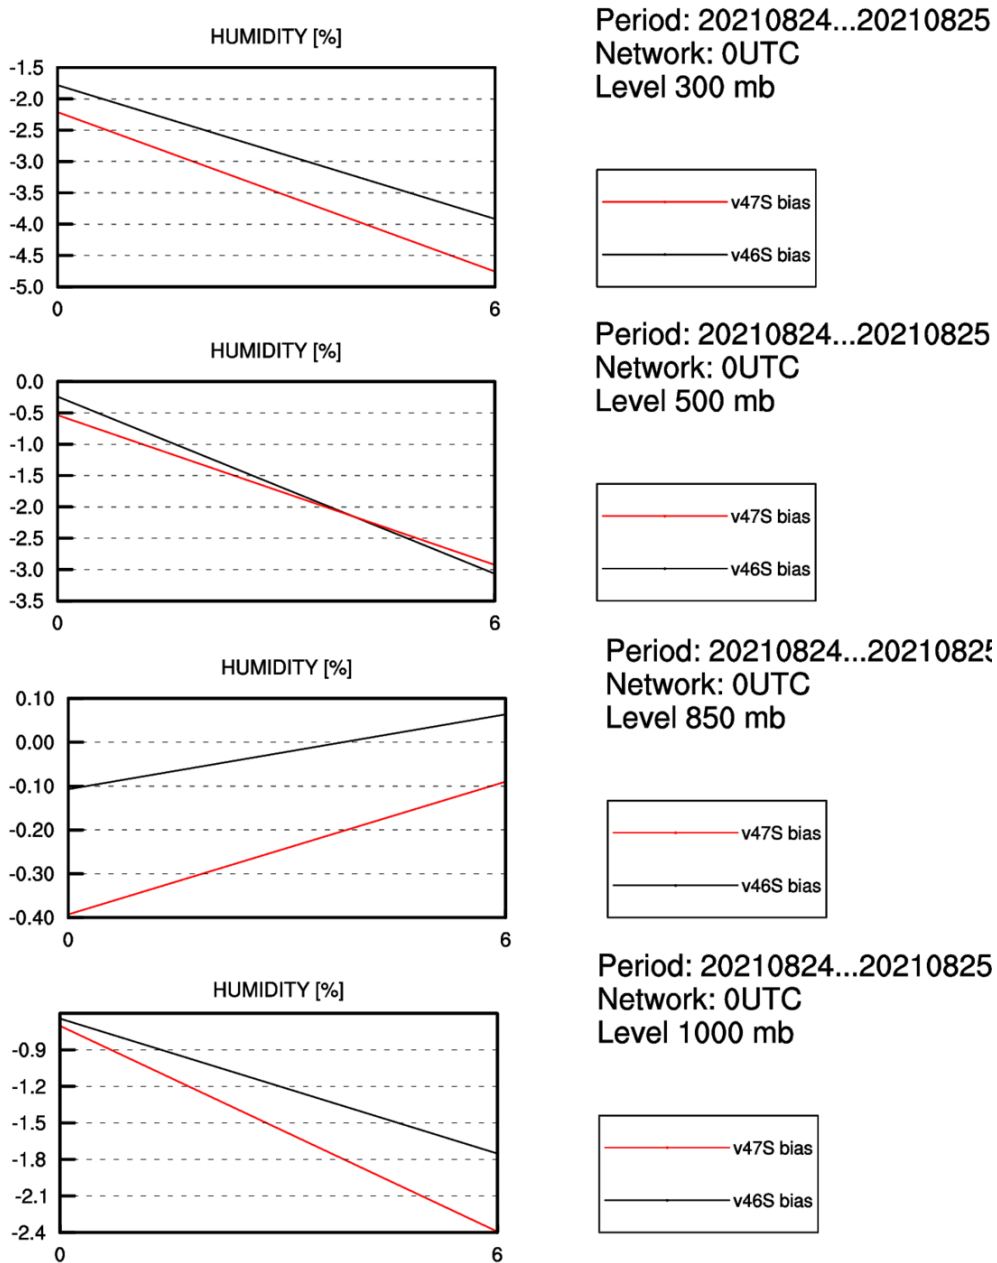 HUMIDITY [%]
Period: 20210824...20210825
Network: 0UTC
Level 300 mb
-1.5
-2.0
-2.5
-3.0
-3.5
-4.0
-4.5
-5.0
0
6
v47S bias
v46S bias
HUMIDITY [%]
Period: 20210824...20210825
Network: 0UTC
Level 500 mb
0.0
-0.5
-1.0
-1.5
-2.0
-2.5
-3.0
-3.5
0
6
v47S bias
v46S bias
HUMIDITY [%]
Period: 20210824...20210825
Network: 0UTC
Level 850 mb
0.10
0.00
-0.10
-0.20
-0.30
-0.40
0
6
v47S bias
v46S bias
HUMIDITY [%]
Period: 20210824...20210825
Network: 0UTC
Level 1000 mb
-0.9
-1.2
-1.5
-1.8
-2.1
-2.4
0
6
v47S bias
v46S bias